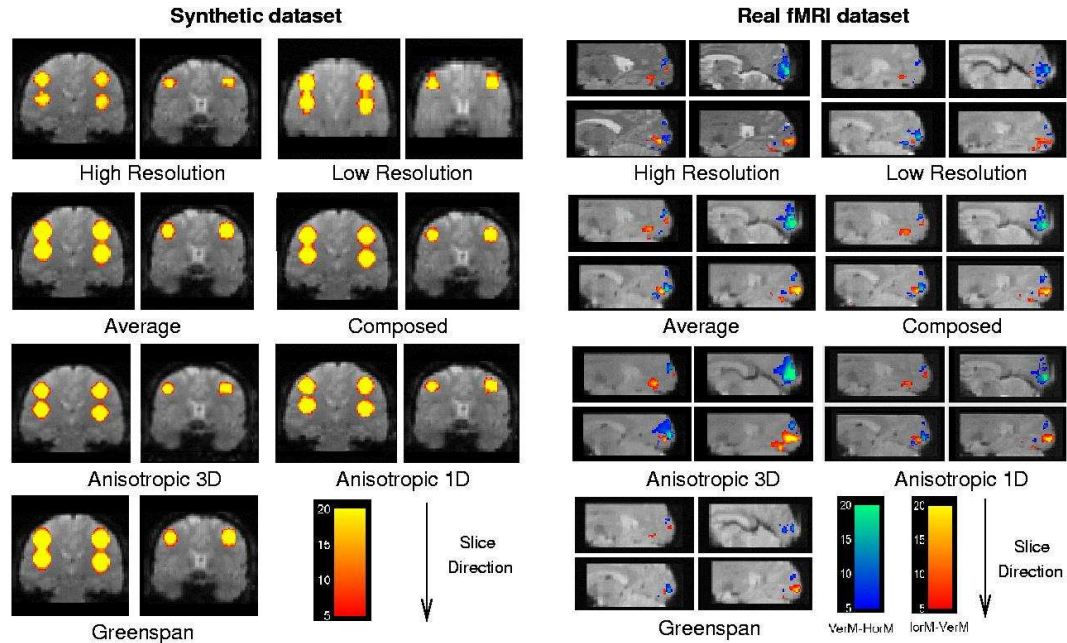 Synthetic dataset
High Resolution
Low Resolution
Average
Composed
Anisotropic 3D
Anisotropic 1D
Greenspan
20
15
10
5
Slice
Direction
Real fMRI dataset
High Resolution
Low Resolution
Average
Composed
Anisotropic 3D
Anisotropic 1D
Greenspan
20
15
10
5
VerM-HorM
20
15
10
5
lorM-VerM
Slice
Direction